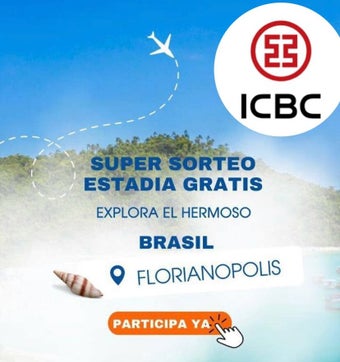 ICBC
SUPER SORTEO
ESTADIA GRATIS
EXPLORA EL HERMOSO
BRASIL
FLORIANOPOLIS
PARTICIPA YA